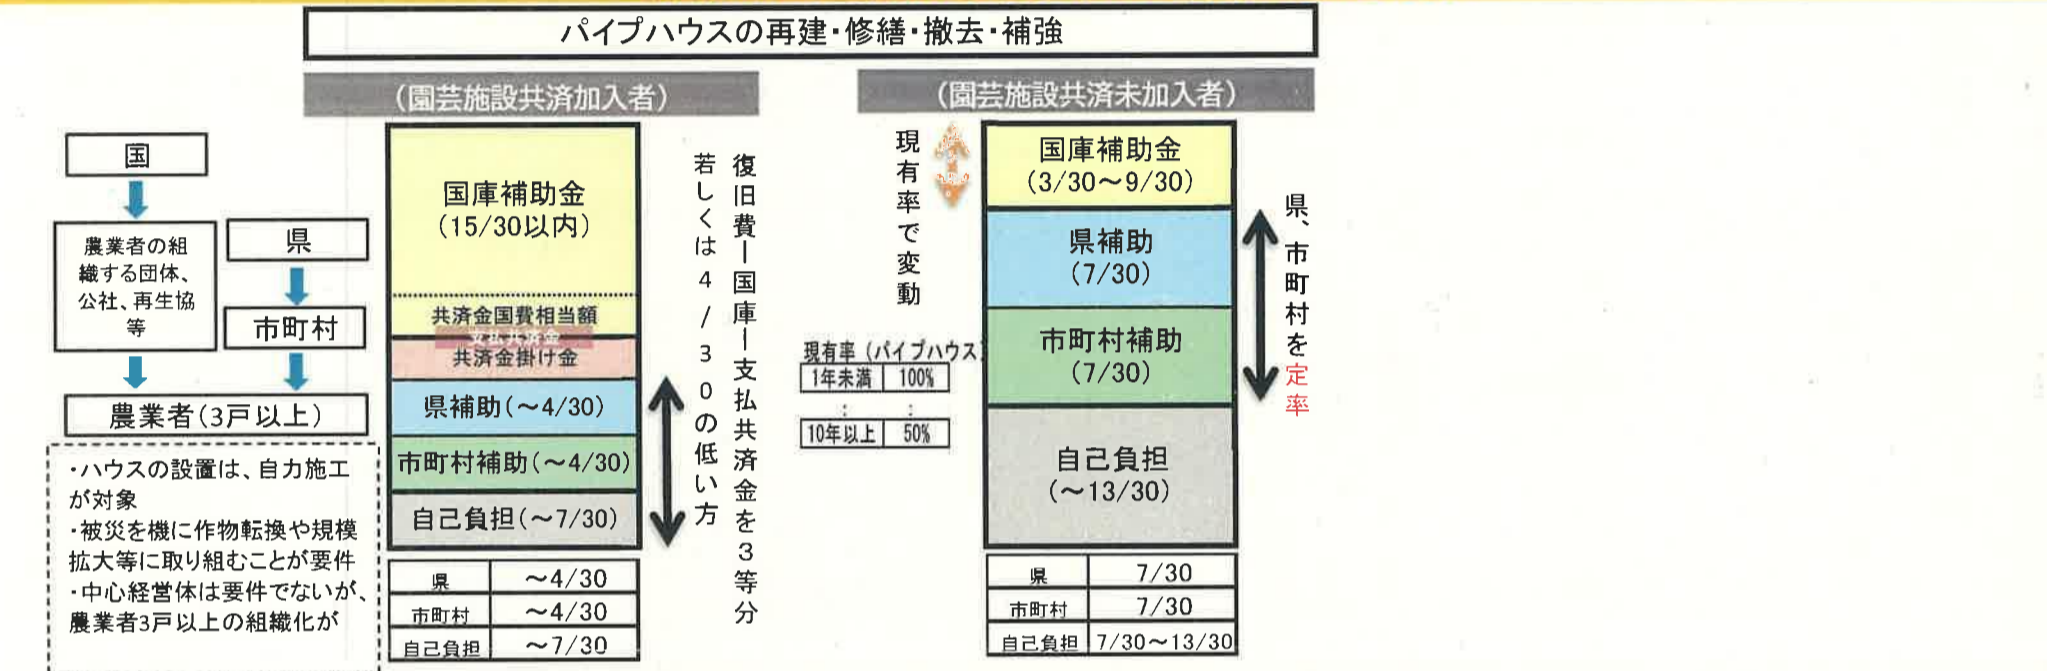 パイプハウスの再建・修繕・撤去・補強
（園芸施設共済加入者）
（園芸施設共済未加入者）
国
農業者の組
織する団体、
公社、再生協
等
県
市町村
農業者（3戸以上）
・ハウスの設置は、自力施工
が対象
・被災を機に作物転換や規模
拡大等に取り組むことが要件
・中心経営体は要件でないが、
農業者3戸以上の組織化が
国庫補助金
（15/30以内）
共済金国費相当額
支払共済金
共済金掛け金
県補助（～4/30）
市町村補助（～4/30）
自己負担（～7/30）
県 ～4/30
市町村 ～4/30
自己負担 ～7/30
復旧費ー国庫ー支払共済金を3等分
若しくは4/30の低い方
現有率で変動
現有率（パイプハウス）
1年未満 100%
： ：
10年以上 50%
国庫補助金
（3/30～9/30）
県補助
（7/30）
市町村補助
（7/30）
自己負担
（～13/30）
県 7/30
市町村 7/30
自己負担 7/30～13/30
県、市町村を定率